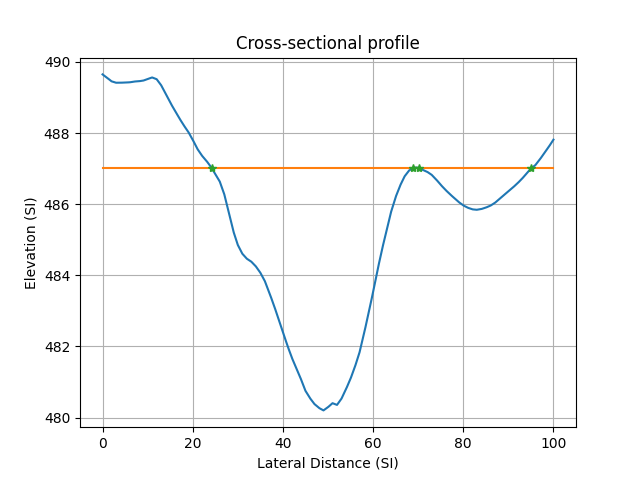 Cross-sectional profile
490
488
486
484
482
480
Elevation (SI)
0 20 40 60 80 100
Lateral Distance (SI)